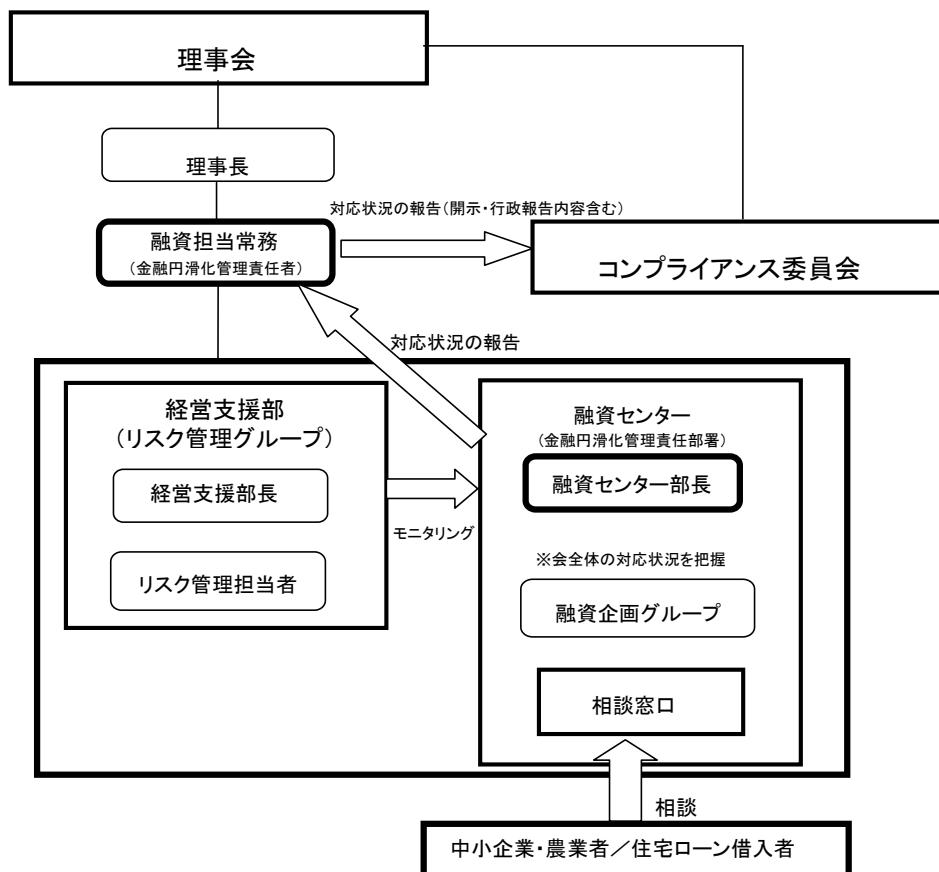 理事会
理事長
対応状況の報告(開示・行政報告内容含む)
融資担当常務
(金融円滑化管理責任者)
コンプライアンス委員会
対応状況の報告
経営支援部
(リスク管理グループ)
経営支援部長
リスク管理担当者
モニタリング
融資センター
(金融円滑化管理責任部署)
融資センター部長
※会全体の対応状況を把握
融資企画グループ
相談窓口
相談
中小企業・農業者/住宅ローン借入者